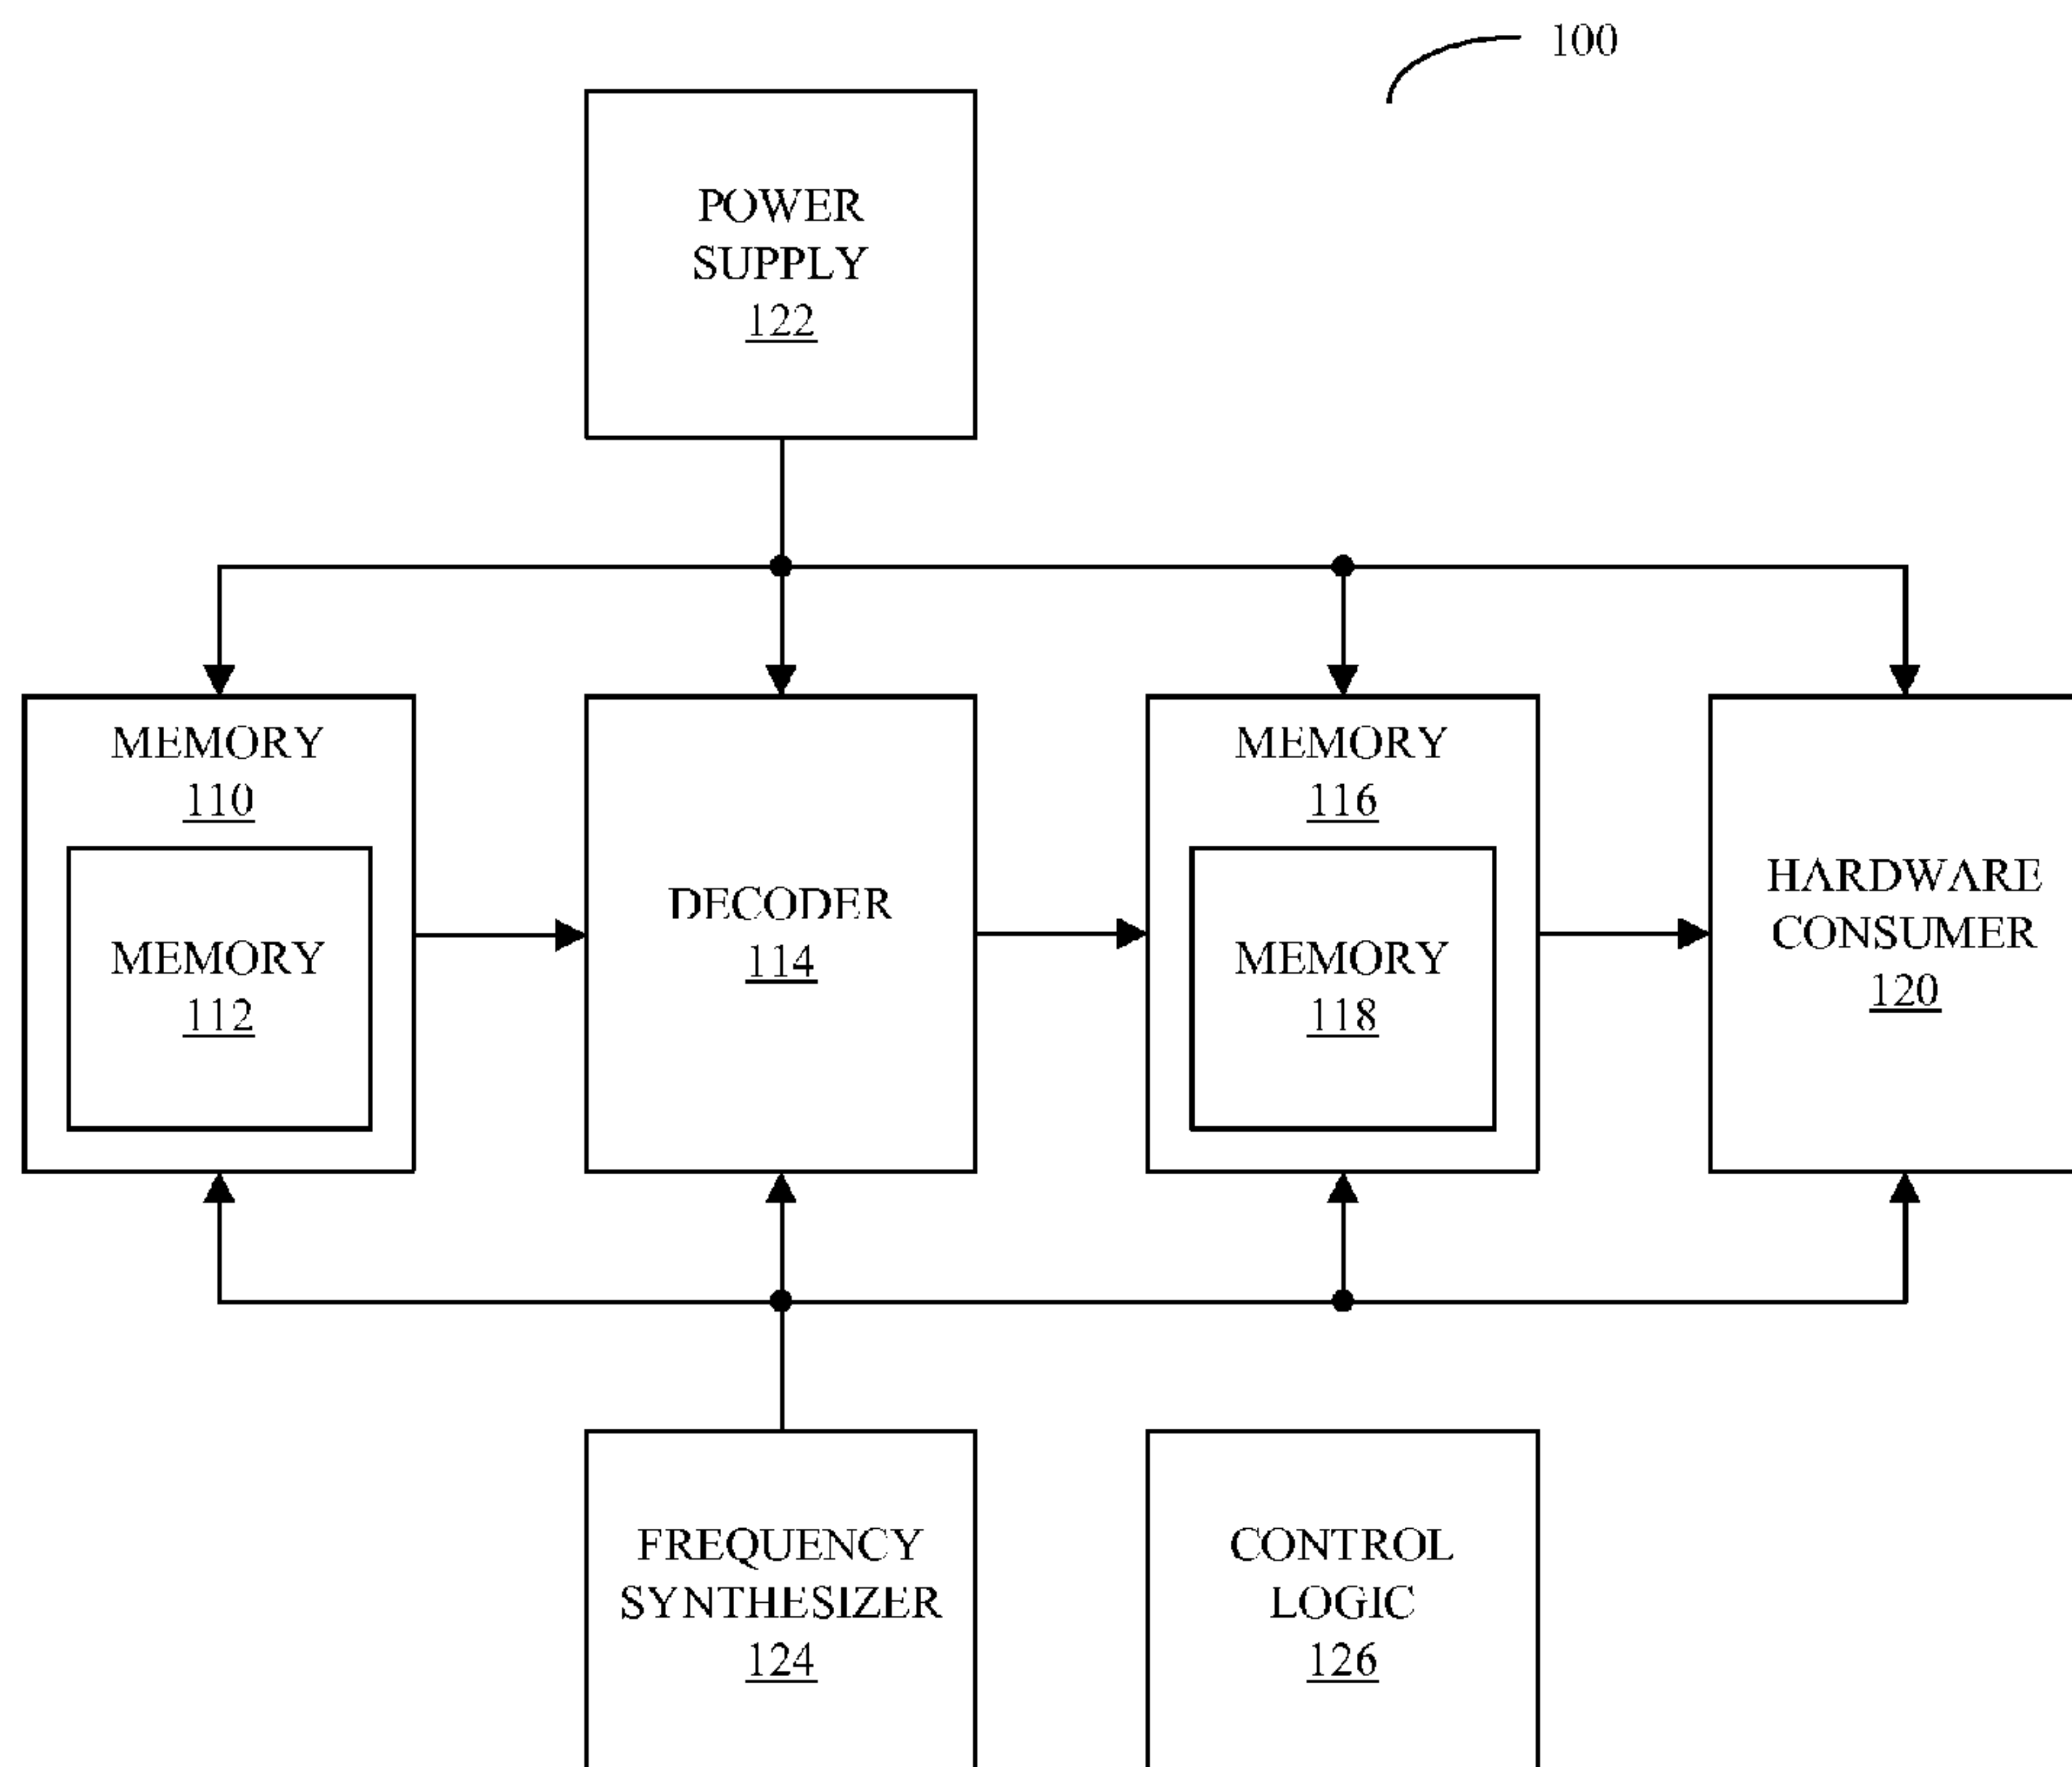 100
POWER
SUPPLY
122
MEMORY
110
MEMORY
112
DECODER
114
MEMORY
116
MEMORY
118
HARDWARE
CONSUMER
120
FREQUENCY
SYNTHESIZER
124
CONTROL
LOGIC
126